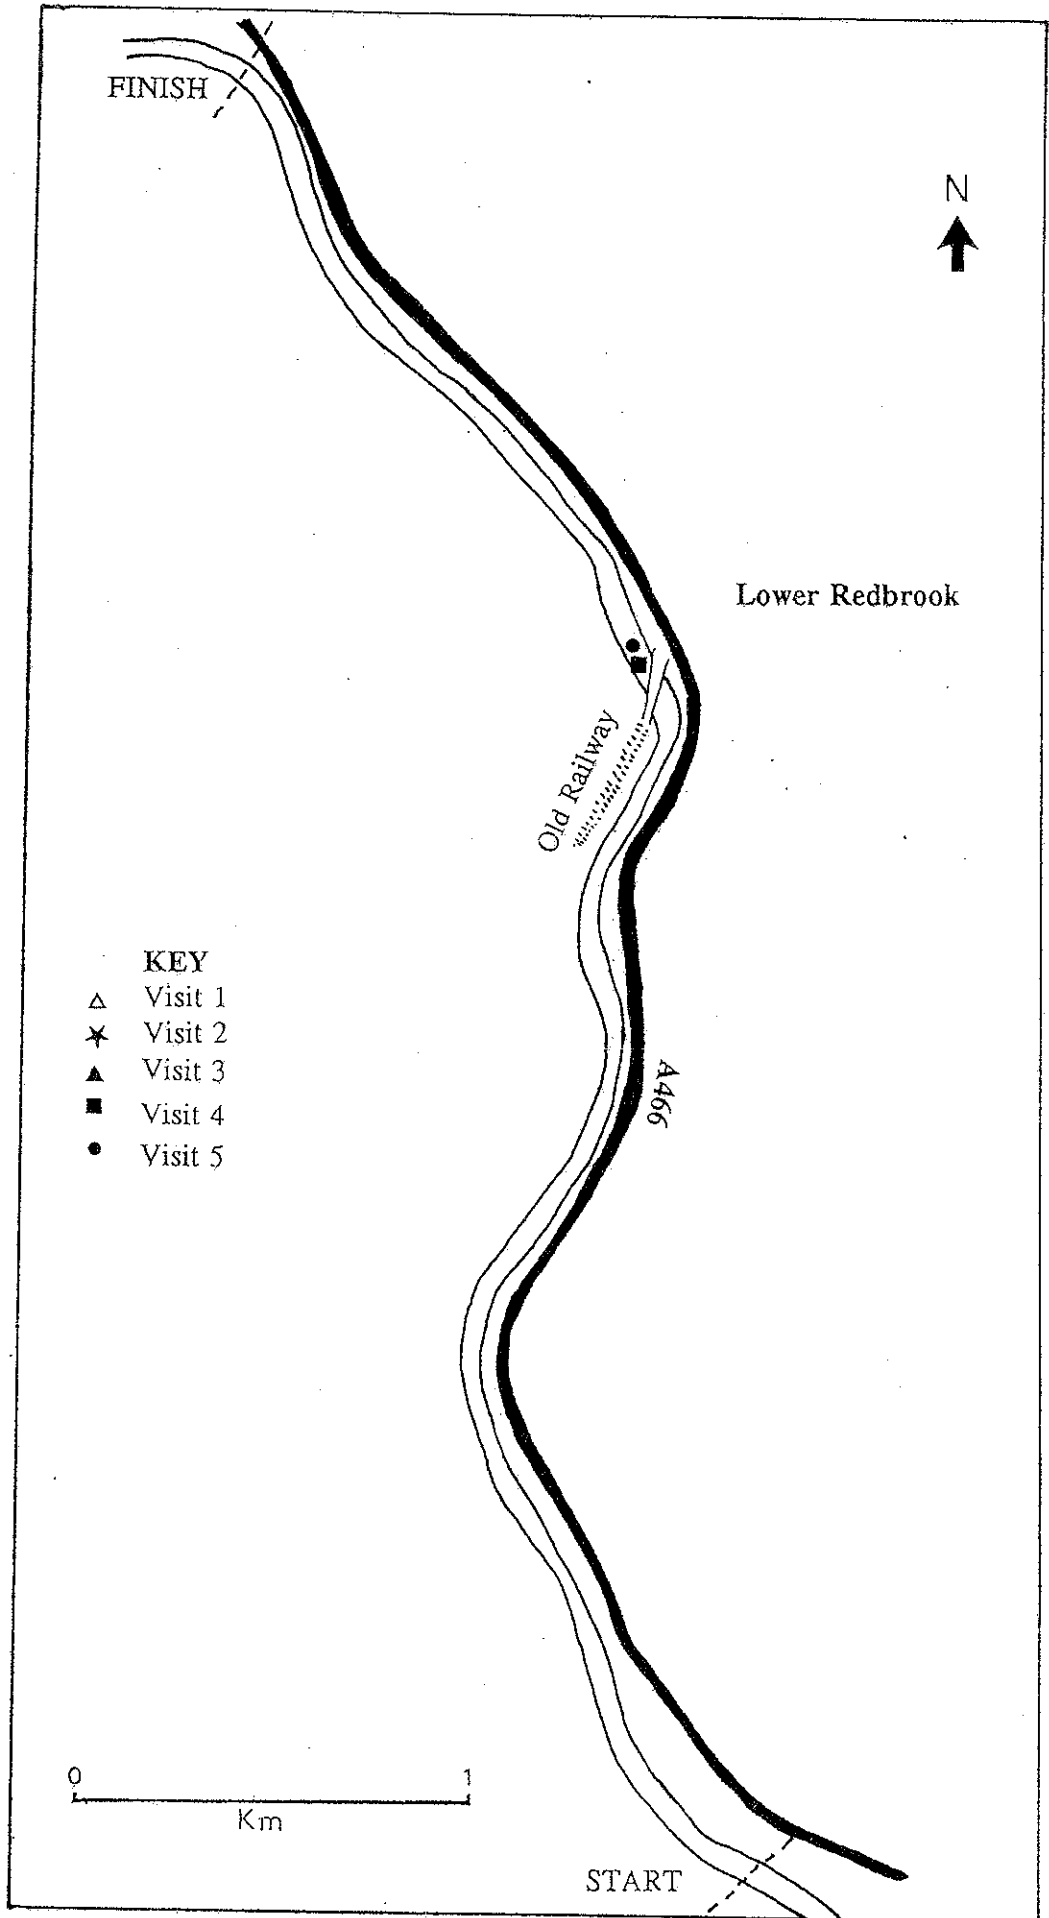 FINISH
N
Lower Redbrook
Old Railway
KEY
Visit 1
Visit 2
Visit 3
Visit 4
Visit 5
A466
0 1
Km
START